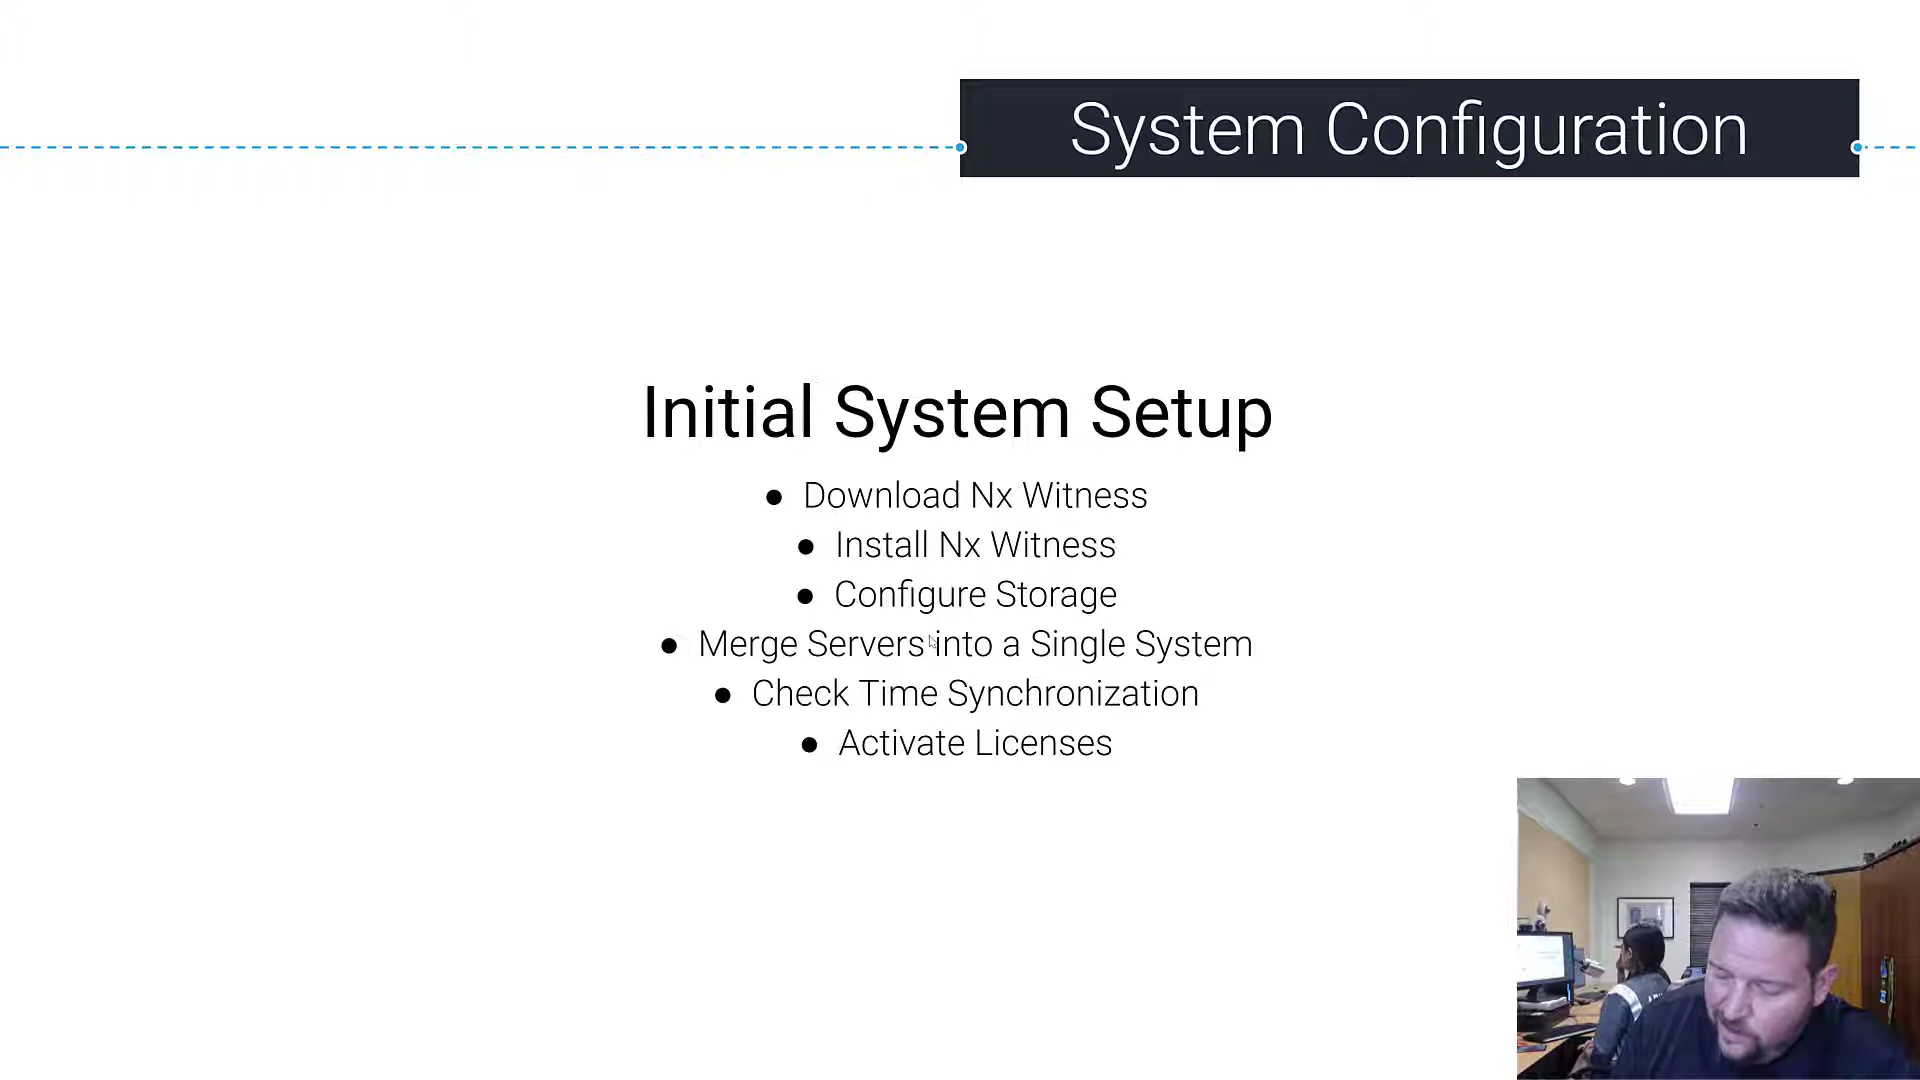 System Configuration
Initial System Setup
● Download Nx Witness
● Install Nx Witness
● Configure Storage
● Merge Servers into a Single System
● Check Time Synchronization
● Activate Licenses